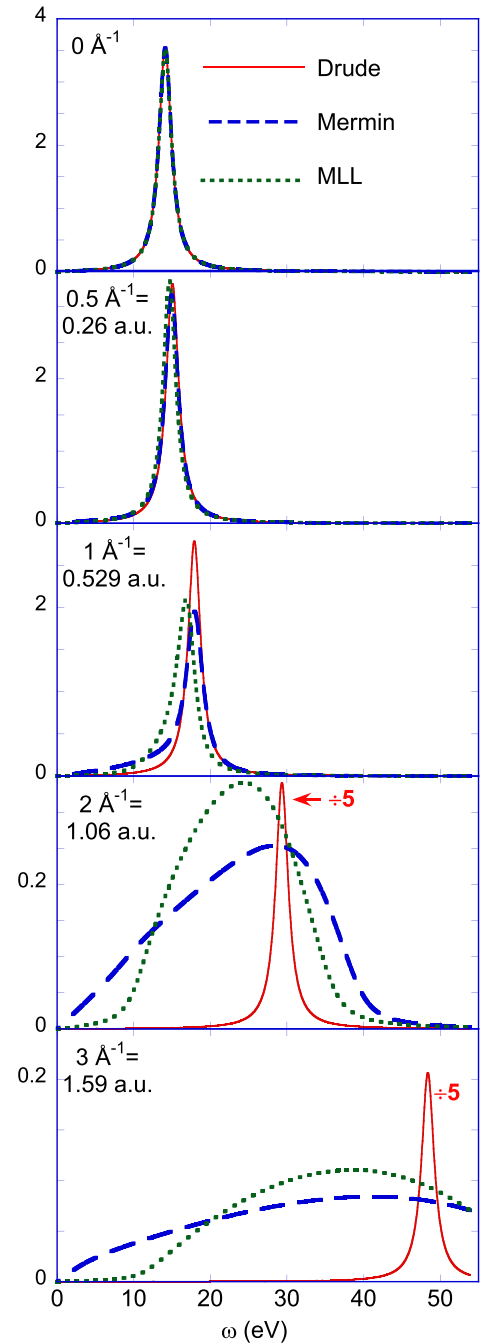 4
0 Å⁻¹
Drude
Mermin
MLL
2
0
0.5 Å⁻¹=
0.26 a.u.
2
0
1 Å⁻¹=
0.529 a.u.
2
0
2 Å⁻¹=
1.06 a.u.
÷5
0.2
0
3 Å⁻¹=
1.59 a.u.
0.2
÷5
0
0 10 20 30 40 50
ω (eV)